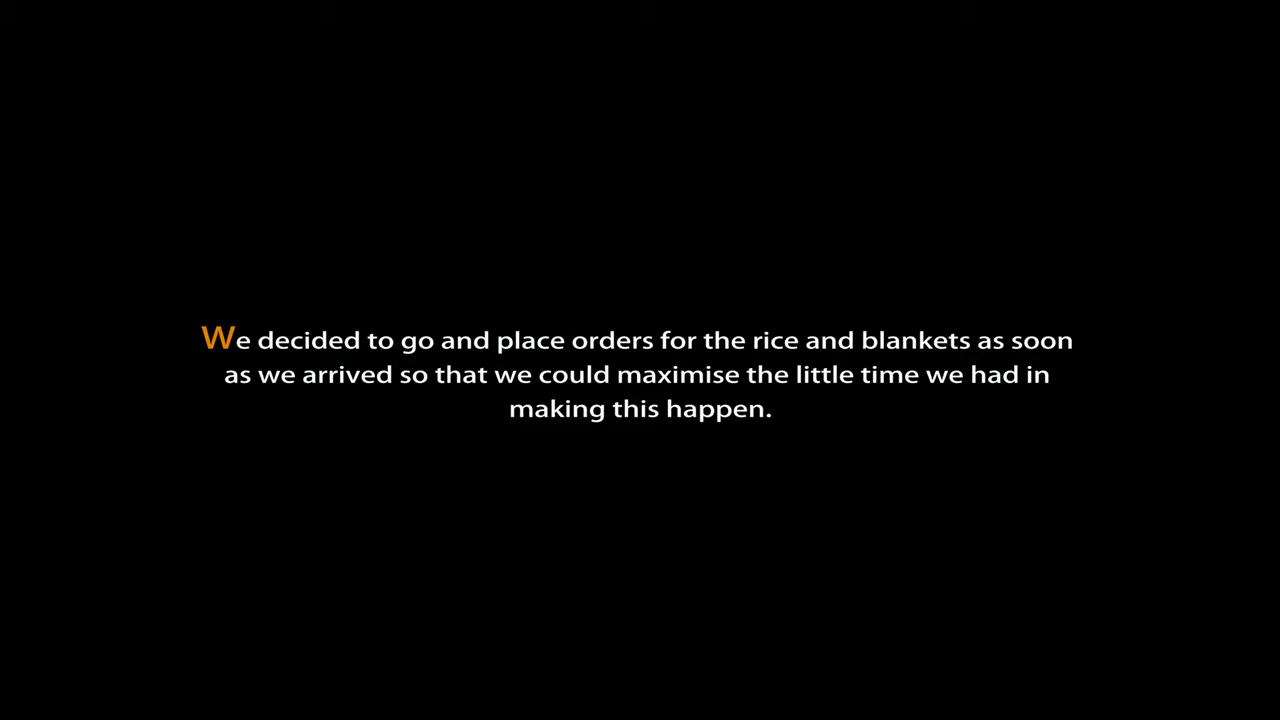 We decided to go and place orders for the rice and blankets as soon
as we arrived so that we could maximise the little time we had in
making this happen.